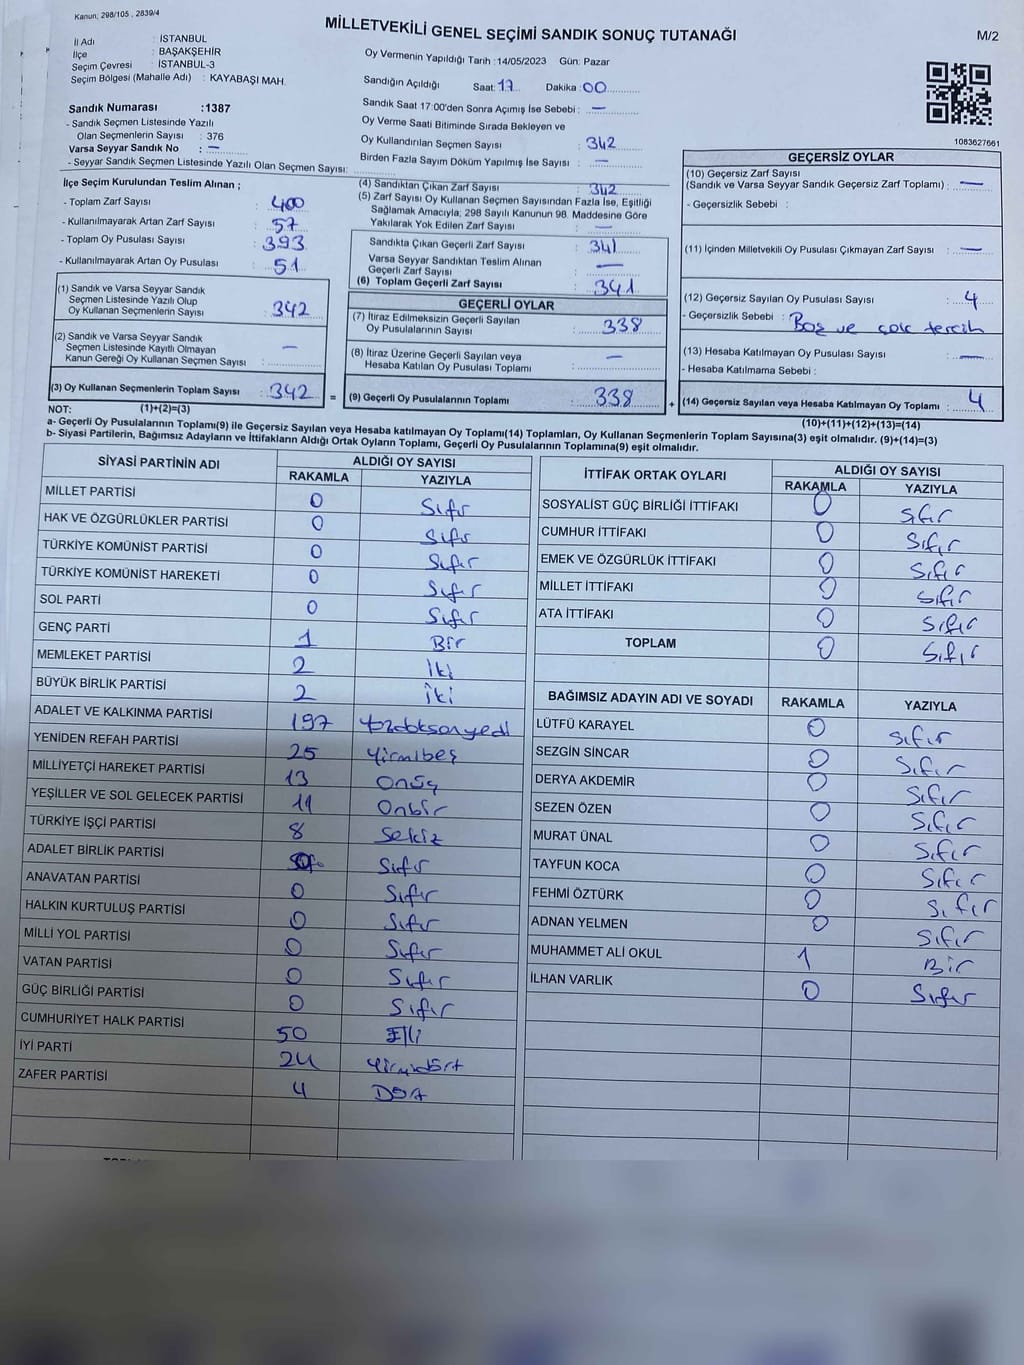 Kanun; 298/105 , 2839/4
MİLLETVEKİLİ GENEL SEÇİMİ SANDIK SONUÇ TUTANAĞI
M/2
İl Adı : İSTANBUL
İlçe : BAŞAKŞEHİR
Seçim Çevresi : İSTANBUL-3
Seçim Bölgesi (Mahalle Adı) : KAYABAŞI MAH.
Oy Vermenin Yapıldığı Tarih :14/05/2023 Gün: Pazar
Sandığın Açıldığı Saat: 17 Dakika : 00
Sandık Saat 17:00'den Sonra Açımış İse Sebebi : —
Oy Verme Saati Bitiminde Sırada Bekleyen ve
Oy Kullandırılan Seçmen Sayısı : 342
Birden Fazla Sayım Döküm Yapılmış İse Sayısı : —
1083627661
Sandık Numarası :1387
- Sandık Seçmen Listesinde Yazılı
Olan Seçmenlerin Sayısı : 376
Varsa Seyyar Sandık No : —
- Seyyar Sandık Seçmen Listesinde Yazılı Olan Seçmen Sayısı:
İlçe Seçim Kurulundan Teslim Alınan ;
- Toplam Zarf Sayısı : 400
- Kullanılmayarak Artan Zarf Sayısı : 57
- Toplam Oy Pusulası Sayısı : 393
- Kullanılmayarak Artan Oy Pusulası : 51
(1) Sandık ve Varsa Seyyar Sandık
Seçmen Listesinde Yazılı Olup
Oy Kullanan Seçmenlerin Sayısı : 342
(2) Sandık ve Varsa Seyyar Sandık
Seçmen Listesinde Kayıtlı Olmayan
Kanun Gereği Oy Kullanan Seçmen Sayısı : —
(3) Oy Kullanan Seçmenlerin Toplam Sayısı : 342 =
(4) Sandıktan Çıkan Zarf Sayısı : 342
(5) Zarf Sayısı Oy Kullanan Seçmen Sayısından Fazla İse, Eşitliği
Sağlamak Amacıyla; 298 Sayılı Kanunun 98. Maddesine Göre
Yakılarak Yok Edilen Zarf Sayısı : —
Sandıkta Çıkan Geçerli Zarf Sayısı : 341
Varsa Seyyar Sandıktan Teslim Alınan
Geçerli Zarf Sayısı : —
(6) Toplam Geçerli Zarf Sayısı : 341
GEÇERLİ OYLAR
(7) İtiraz Edilmeksizin Geçerli Sayılan
Oy Pusulalarının Sayısı : 338
(8) İtiraz Üzerine Geçerli Sayılan veya
Hesaba Katılan Oy Pusulası Toplamı : —
(9) Geçerli Oy Pusulalarının Toplamı : 338 +
GEÇERSİZ OYLAR
(10) Geçersiz Zarf Sayısı
(Sandık ve Varsa Seyyar Sandık Geçersiz Zarf Toplamı) : —
- Geçersizlik Sebebi :
(11) İçinden Milletvekili Oy Pusulası Çıkmayan Zarf Sayısı : —
(12) Geçersiz Sayılan Oy Pusulası Sayısı : 4
- Geçersizlik Sebebi : Boş ve çok tercih
(13) Hesaba Katılmayan Oy Pusulası Sayısı : —
- Hesaba Katılmama Sebebi :
(14) Geçersiz Sayılan veya Hesaba Katılmayan Oy Toplamı : 4
NOT: (1)+(2)=(3)
(10)+(11)+(12)+(13)=(14)
a- Geçerli Oy Pusulalarının Toplamı(9) ile Geçersiz Sayılan veya Hesaba katılmayan Oy Toplamı(14) Toplamları, Oy Kullanan Seçmenlerin Toplam Sayısına(3) eşit olmalıdır. (9)+(14)=(3)
b- Siyasi Partilerin, Bağımsız Adayların ve İttifakların Aldığı Ortak Oyların Toplamı, Geçerli Oy Pusulalarının Toplamına(9) eşit olmalıdır.
SİYASİ PARTİNİN ADI
ALDIĞI OY SAYISI
RAKAMLA YAZIYLA
MİLLET PARTİSİ 0 Sıfır
HAK VE ÖZGÜRLÜKLER PARTİSİ 0 Sıfır
TÜRKİYE KOMÜNİST PARTİSİ 0 Sıfır
TÜRKİYE KOMÜNİST HAREKETİ 0 Sıfır
SOL PARTİ 0 Sıfır
GENÇ PARTİ 1 Bir
MEMLEKET PARTİSİ 2 İki
BÜYÜK BİRLİK PARTİSİ 2 İki
ADALET VE KALKINMA PARTİSİ 197
YENİDEN REFAH PARTİSİ 25 Yirmibeş
MİLLİYETÇİ HAREKET PARTİSİ 13 Onüç
YEŞİLLER VE SOL GELECEK PARTİSİ 11 Onbir
TÜRKİYE İŞÇİ PARTİSİ 8 Sekiz
ADALET BİRLİK PARTİSİ Sıfır
ANAVATAN PARTİSİ 0 Sıfır
HALKIN KURTULUŞ PARTİSİ 0 Sıfır
MİLLİ YOL PARTİSİ 0 Sıfır
VATAN PARTİSİ 0 Sıfır
GÜÇ BİRLİĞİ PARTİSİ 0 Sıfır
CUMHURİYET HALK PARTİSİ 50 Elli
İYİ PARTİ 24 Yirmidört
ZAFER PARTİSİ 4 Dört
İTTİFAK ORTAK OYLARI
ALDIĞI OY SAYISI
RAKAMLA YAZIYLA
SOSYALİST GÜÇ BİRLİĞİ İTTİFAKI 0 Sıfır
CUMHUR İTTİFAKI 0 Sıfır
EMEK VE ÖZGÜRLÜK İTTİFAKI 0 Sıfır
MİLLET İTTİFAKI 0 Sıfır
ATA İTTİFAKI 0 Sıfır
TOPLAM 0 Sıfır
BAĞIMSIZ ADAYIN ADI VE SOYADI RAKAMLA YAZIYLA
LÜTFÜ KARAYEL 0 Sıfır
SEZGİN SİNCAR 0 Sıfır
DERYA AKDEMİR 0 Sıfır
SEZEN ÖZEN 0 Sıfır
MURAT ÜNAL 0 Sıfır
TAYFUN KOCA 0 Sıfır
FEHMİ ÖZTÜRK 0 Sıfır
ADNAN YELMEN 0 Sıfır
MUHAMMET ALİ OKUL 1 Bir
İLHAN VARLIK 0 Sıfır